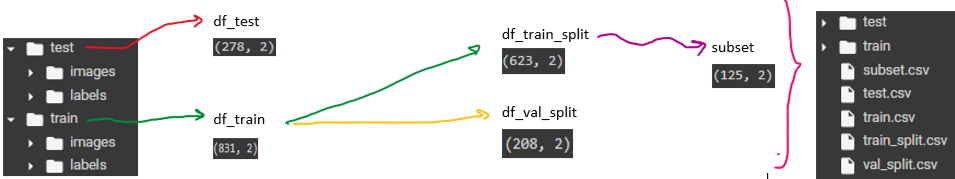 test
images
labels
train
images
labels
df_test
(278, 2)
df_train
(831, 2)
df_train_split
(623, 2)
df_val_split
(208, 2)
subset
(125, 2)
test
train
subset.csv
test.csv
train.csv
train_split.csv
val_split.csv